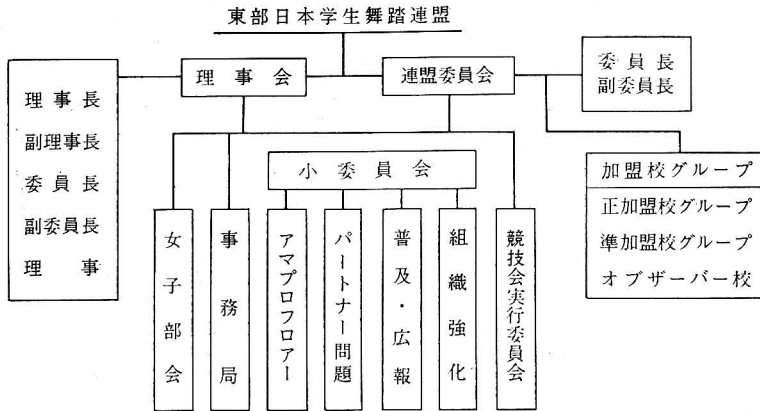 東部日本学生舞踏連盟
理事会
連盟委員会
委員長
副委員長
理事長
副理事長
委員長
副委員長
理事
加盟校グループ
正加盟校グループ
準加盟校グループ
オブザーバー校
小委員会
女子部会
事務局
アマプロフロアー
パートナー問題
普及・広報
組織強化
競技会実行委員会